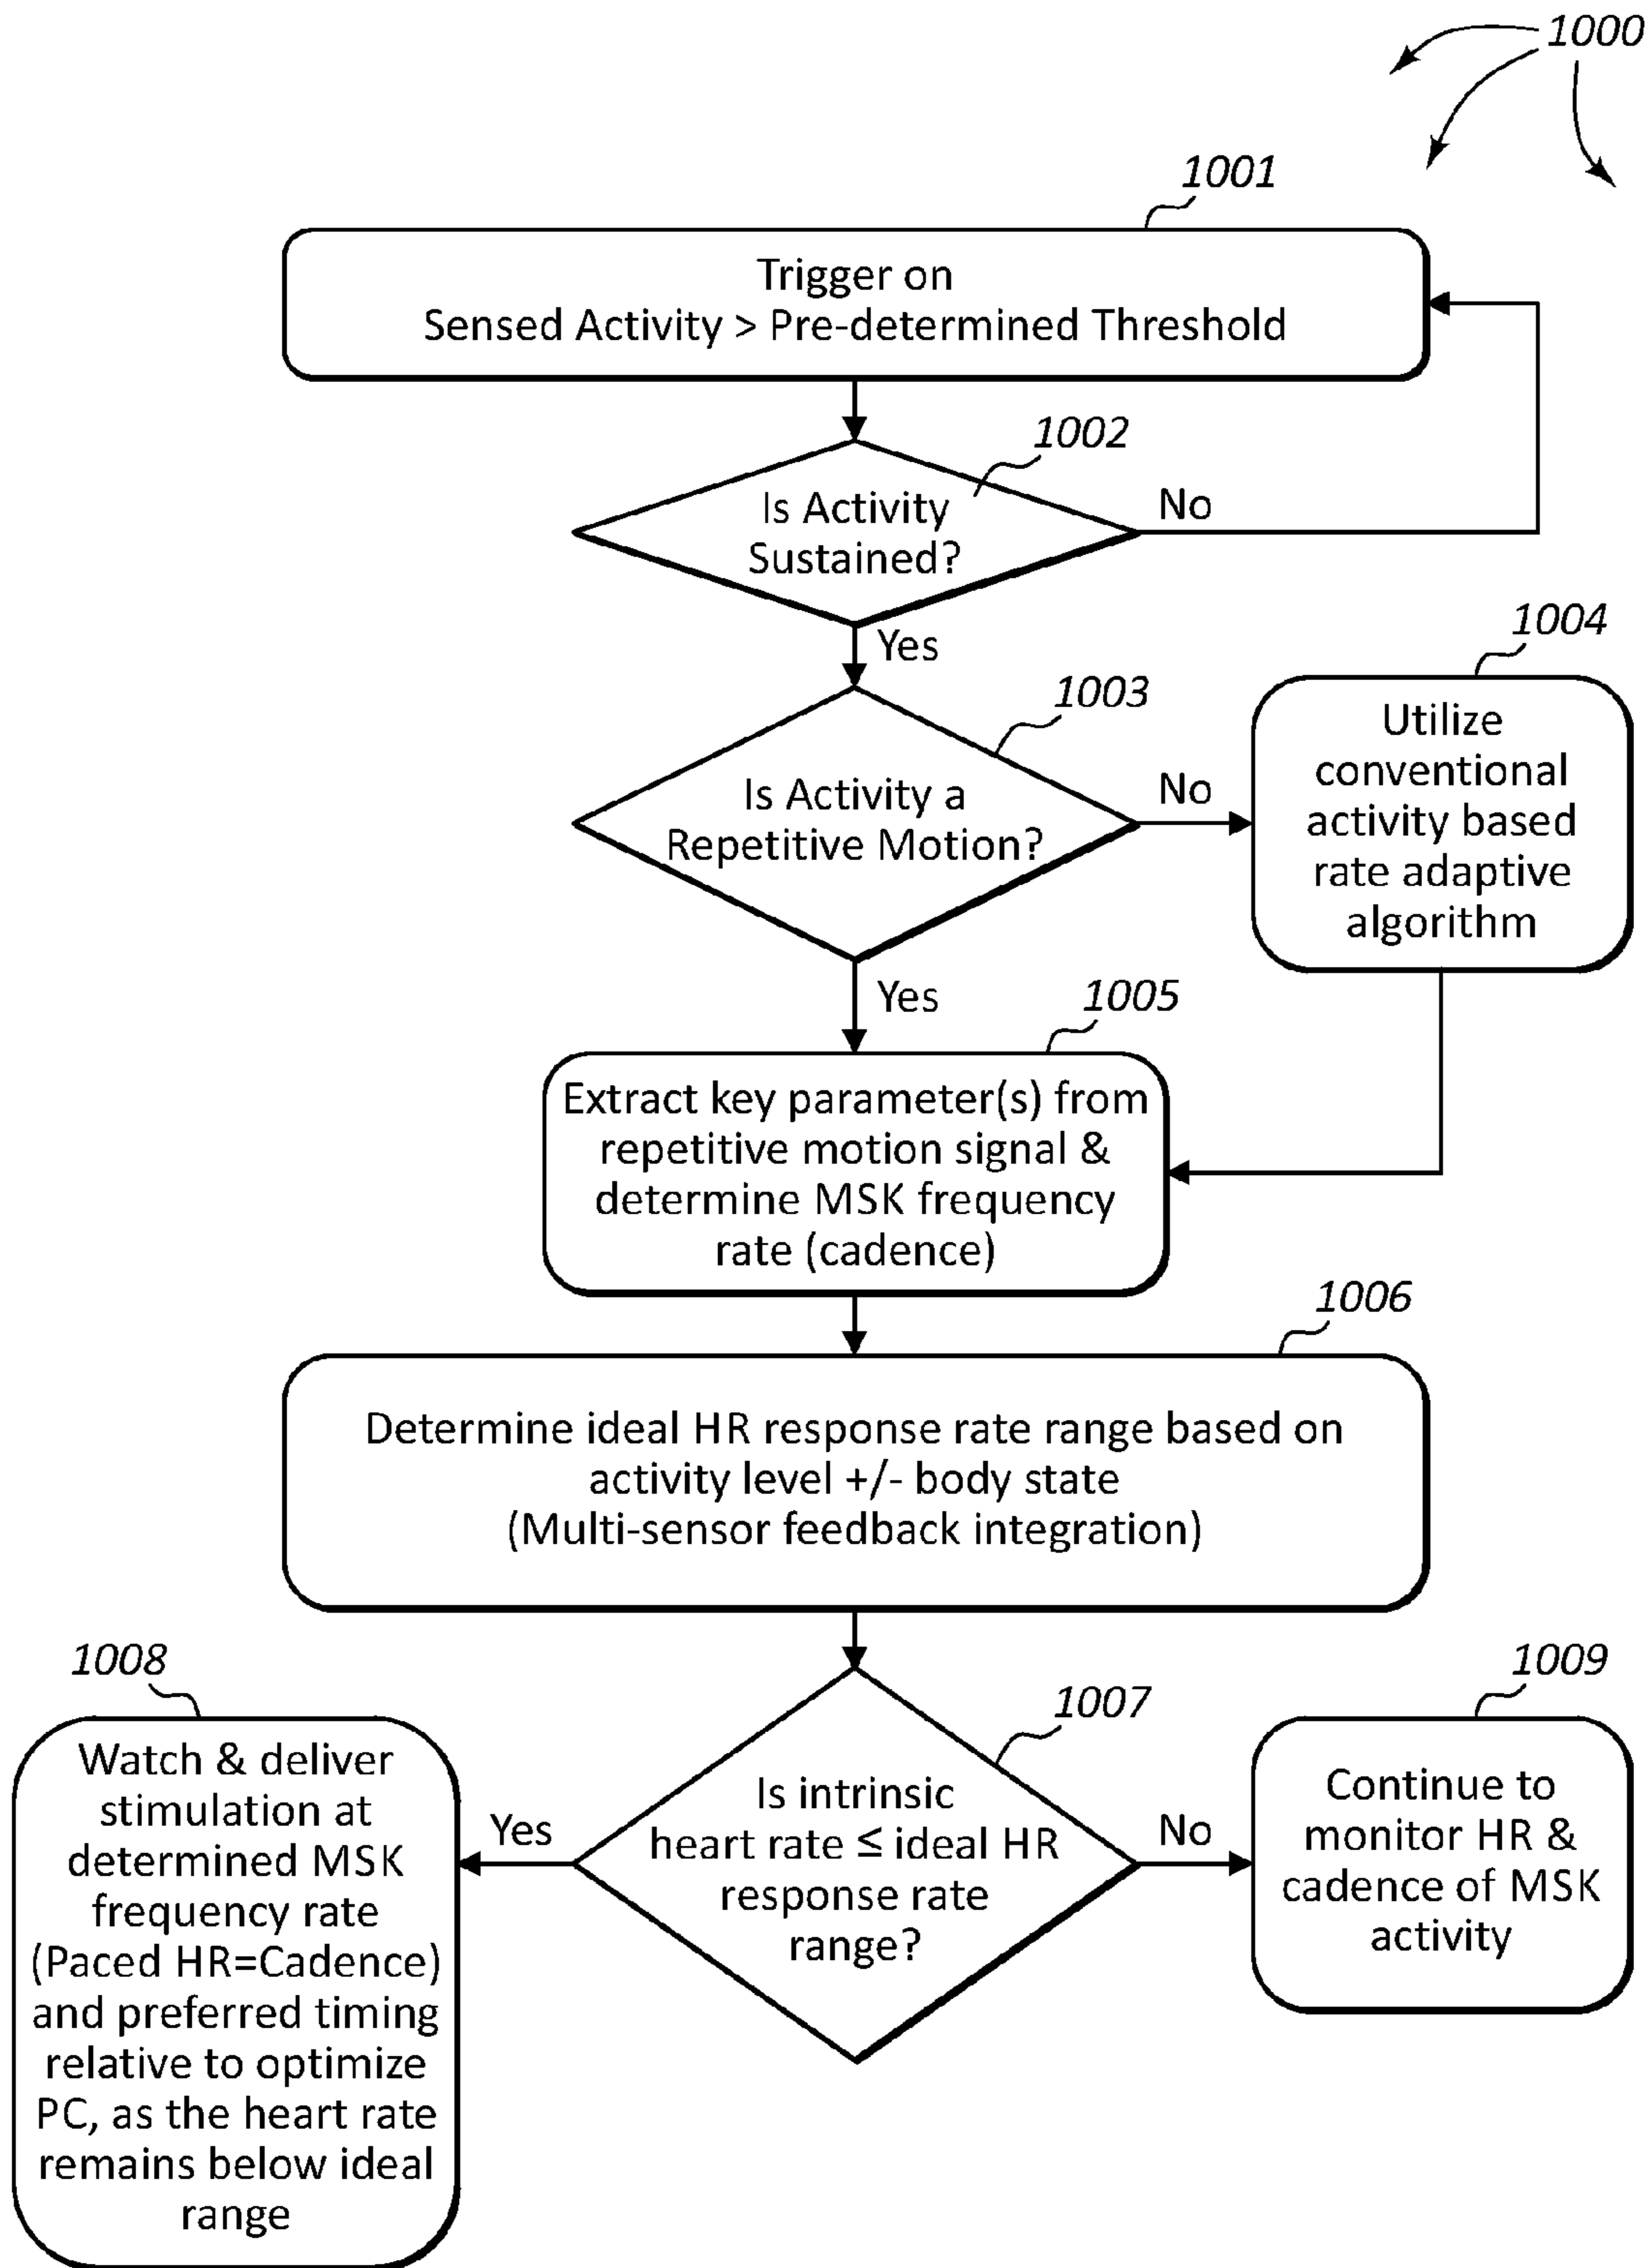 1000
1001
Trigger on
Sensed Activity > Pre-determined Threshold
1002
Is Activity
Sustained?
No
Yes
1003
Is Activity a
Repetitive Motion?
No
1004
Utilize
conventional
activity based
rate adaptive
algorithm
Yes
1005
Extract key parameter(s) from
repetitive motion signal &
determine MSK frequency
rate (cadence)
1006
Determine ideal HR response rate range based on
activity level +/- body state
(Multi-sensor feedback integration)
1007
Is intrinsic
heart rate ≤ ideal HR
response rate
range?
Yes
No
1008
Watch & deliver
stimulation at
determined MSK
frequency rate
(Paced HR=Cadence)
and preferred timing
relative to optimize
PC, as the heart rate
remains below ideal
range
1009
Continue to
monitor HR &
cadence of MSK
activity